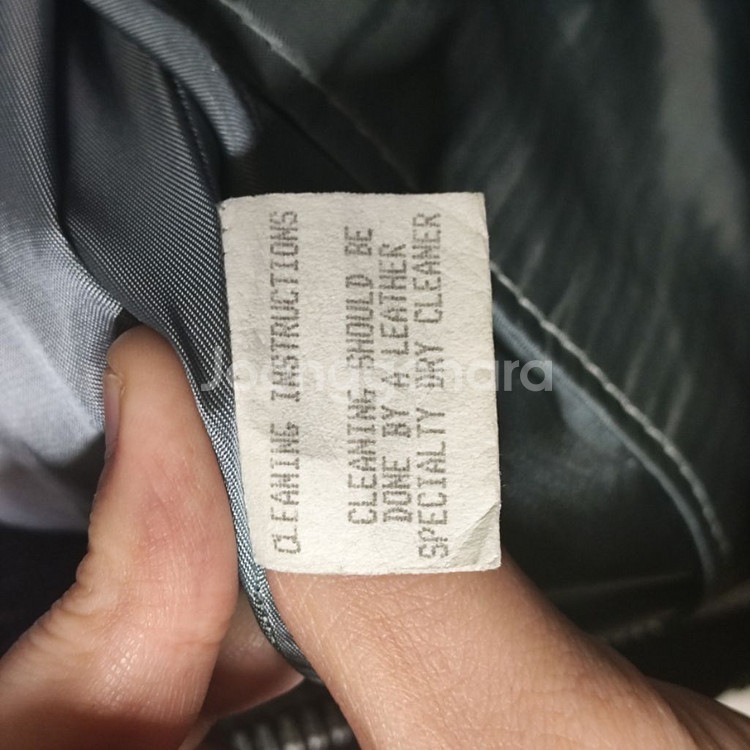 CLEANING INSTRUCTIONS
CLEANING SHOULD BE
DONE BY A LEATHER
SPECIALTY DRY CLEANER